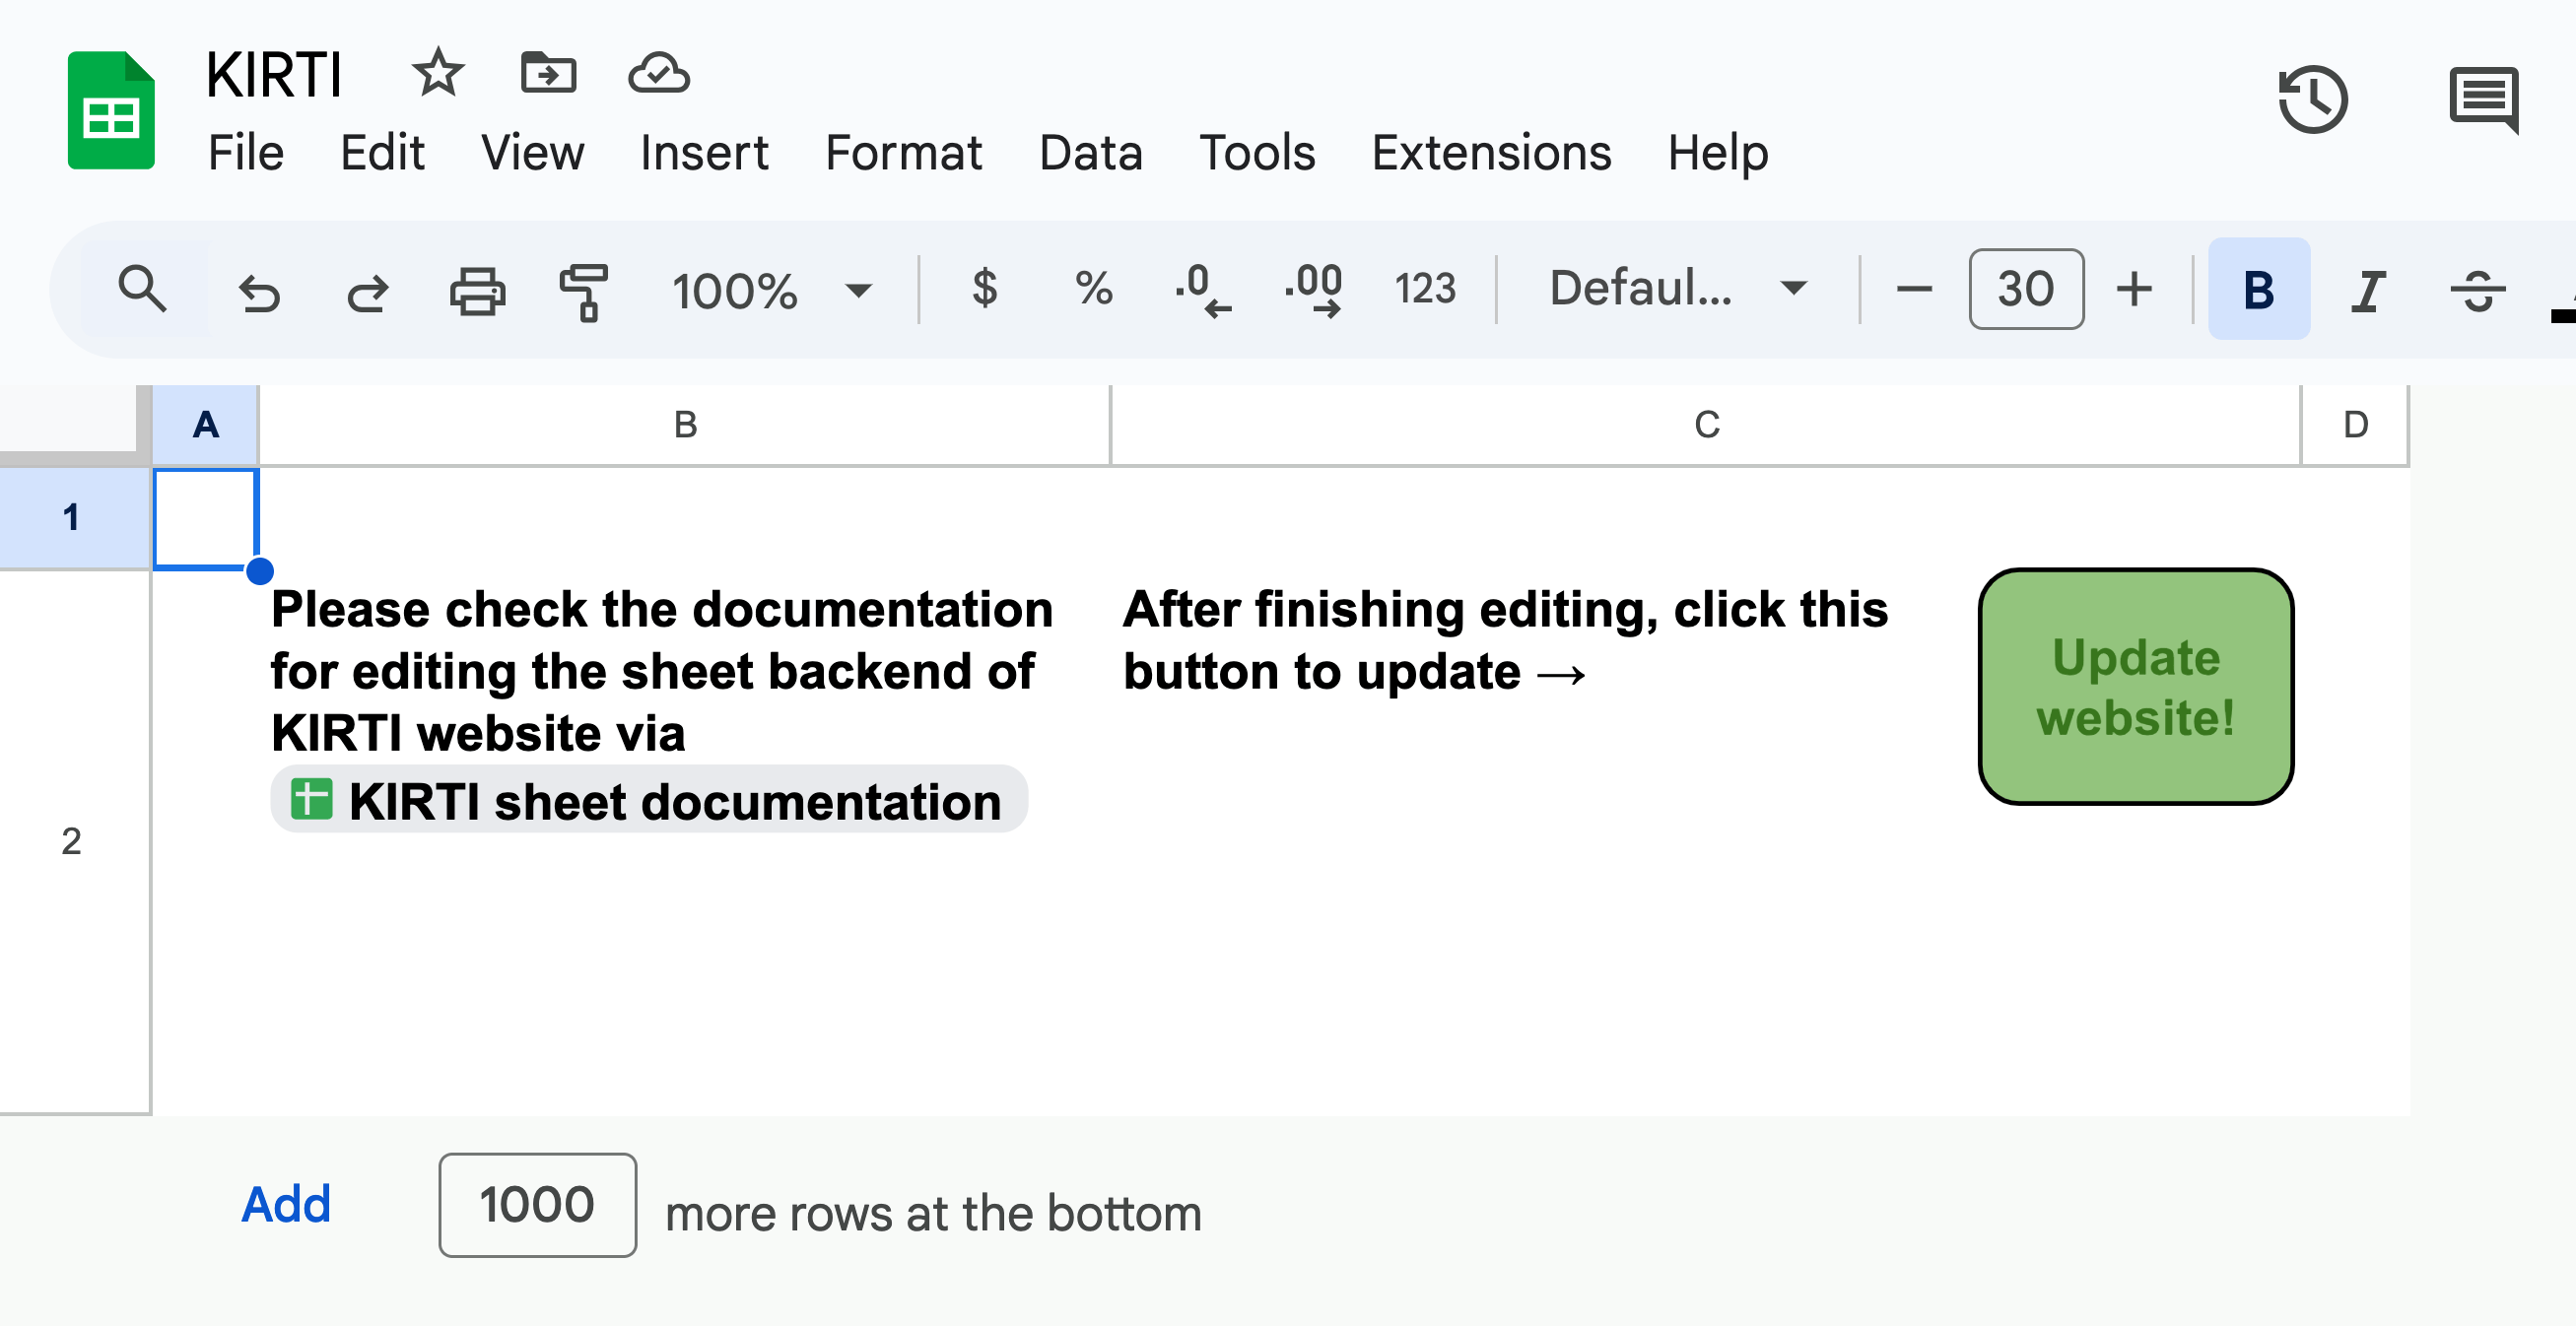 KIRTI
File Edit View Insert Format Data Tools Extensions Help
100% $ % .0 .00 123 Defaul... 30 B I S
A B C D
1
Please check the documentation
for editing the sheet backend of
KIRTI website via
KIRTI sheet documentation
After finishing editing, click this
button to update →
Update
website!
2
Add 1000 more rows at the bottom